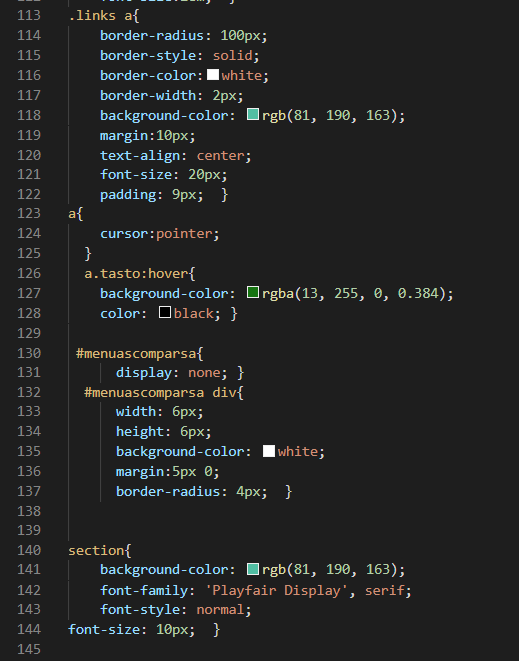 113 .links a{
114 border-radius: 100px;
115 border-style: solid;
116 border-color: white;
117 border-width: 2px;
118 background-color: rgb(81, 190, 163);
119 margin:10px;
120 text-align: center;
121 font-size: 20px;
122 padding: 9px; }
123 a{
124 cursor:pointer;
125 }
126 a.tasto:hover{
127 background-color: rgba(13, 255, 0, 0.384);
128 color: black; }
129
130 #menuascomparsa{
131 display: none; }
132 #menuascomparsa div{
133 width: 6px;
134 height: 6px;
135 background-color: white;
136 margin:5px 0;
137 border-radius: 4px; }
138
139
140 section{
141 background-color: rgb(81, 190, 163);
142 font-family: 'Playfair Display', serif;
143 font-style: normal;
144 font-size: 10px; }
145